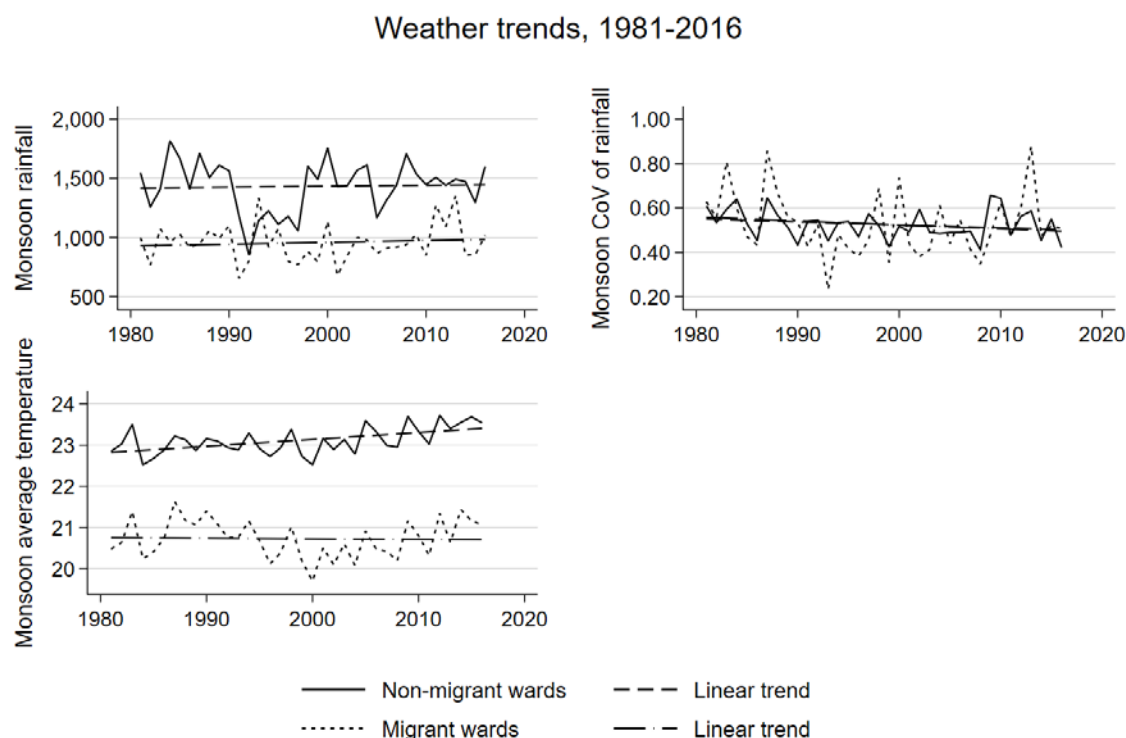 Weather trends, 1981-2016
Monsoon rainfall
2,000
1,500
1,000
500
1980 1990 2000 2010 2020
Monsoon CoV of rainfall
1.00
0.80
0.60
0.40
0.20
1980 1990 2000 2010 2020
Monsoon average temperature
24
23
22
21
20
1980 1990 2000 2010 2020
Non-migrant wards Linear trend
Migrant wards Linear trend